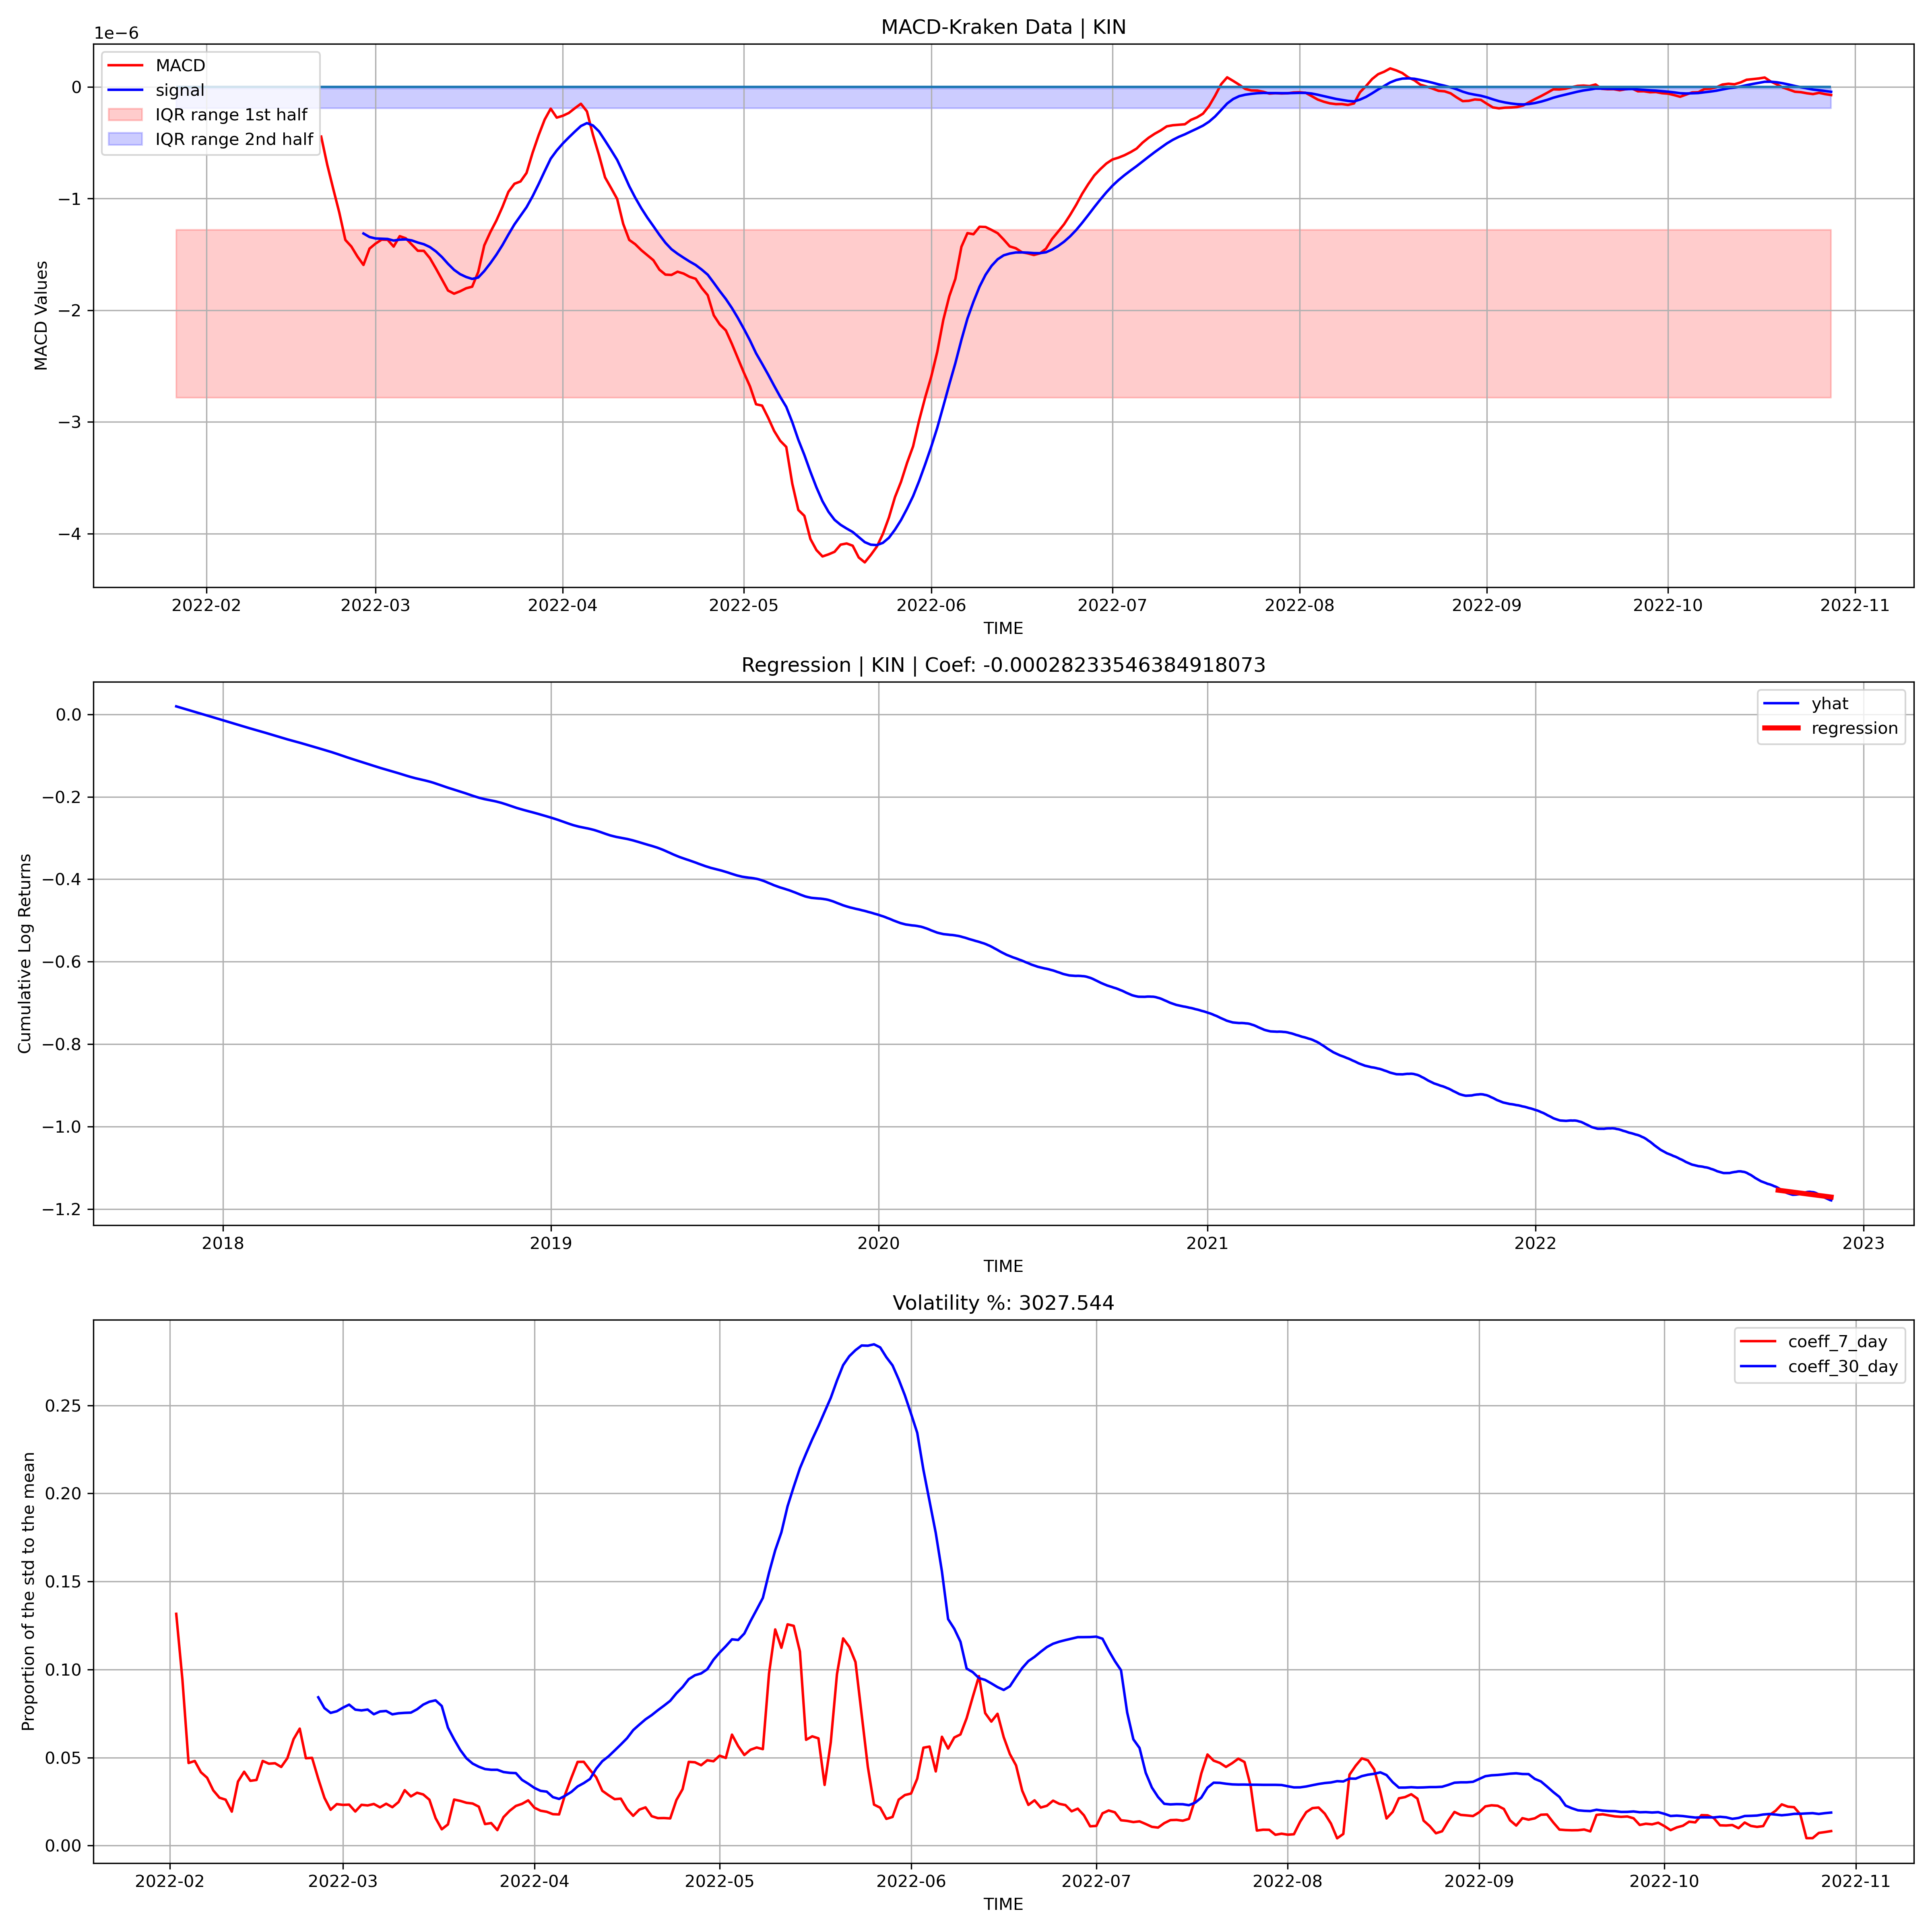 MACD-Kraken Data | KIN
1e−6
MACD
signal
IQR range 1st half
IQR range 2nd half
0
−1
−2
−3
−4
MACD Values
2022-02 2022-03 2022-04 2022-05 2022-06 2022-07 2022-08 2022-09 2022-10 2022-11
TIME
Regression | KIN | Coef: -0.00028233546384918073
yhat
regression
0.0
−0.2
−0.4
−0.6
−0.8
−1.0
−1.2
Cumulative Log Returns
2018 2019 2020 2021 2022 2023
TIME
Volatility %: 3027.544
coeff_7_day
coeff_30_day
0.25
0.20
0.15
0.10
0.05
0.00
Proportion of the std to the mean
2022-02 2022-03 2022-04 2022-05 2022-06 2022-07 2022-08 2022-09 2022-10 2022-11
TIME